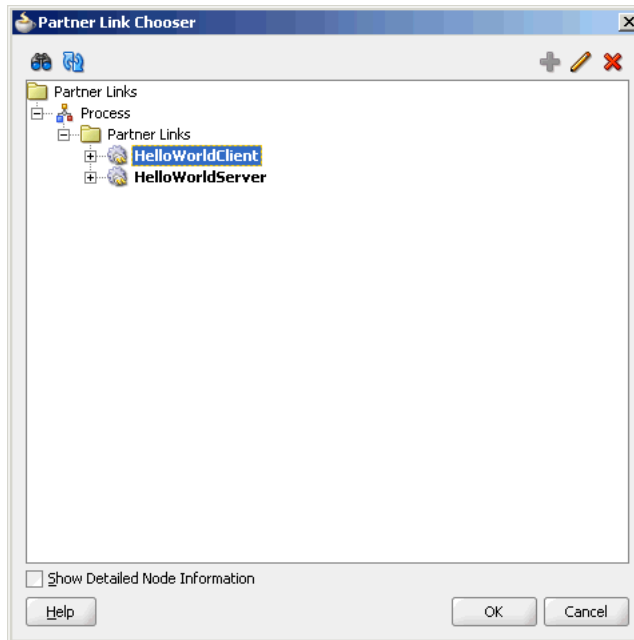 Partner Link Chooser
Partner Links
Process
Partner Links
HelloWorldClient
HelloWorldServer
Show Detailed Node Information
Help
OK
Cancel